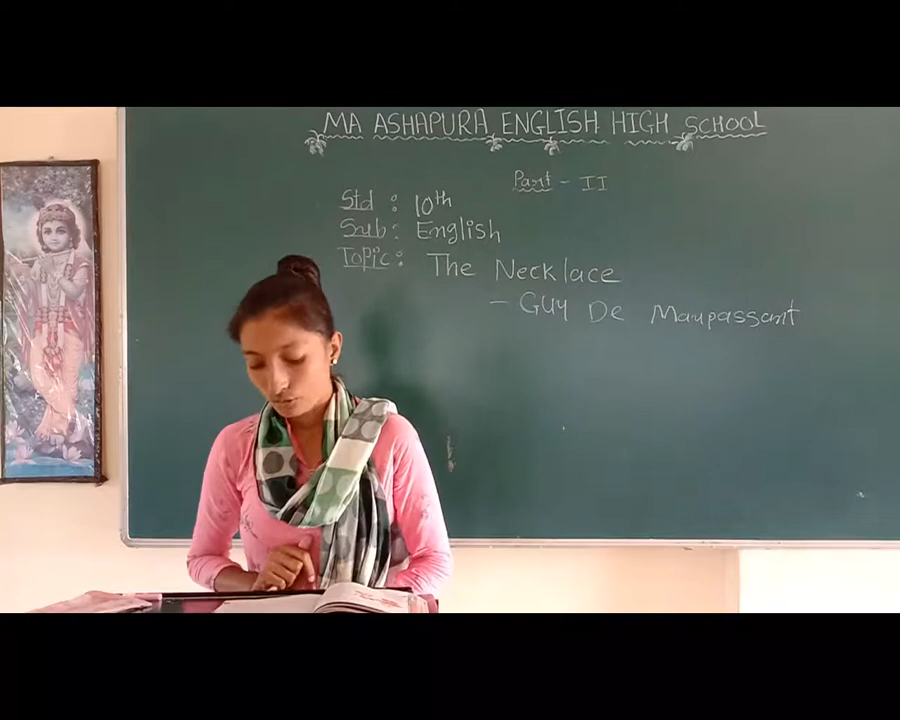 MA ASHAPURA ENGLISH HIGH SCHOOL
Part - II
Std : 10th
Sub : English
Topic : The Necklace
- Guy De Maupassant